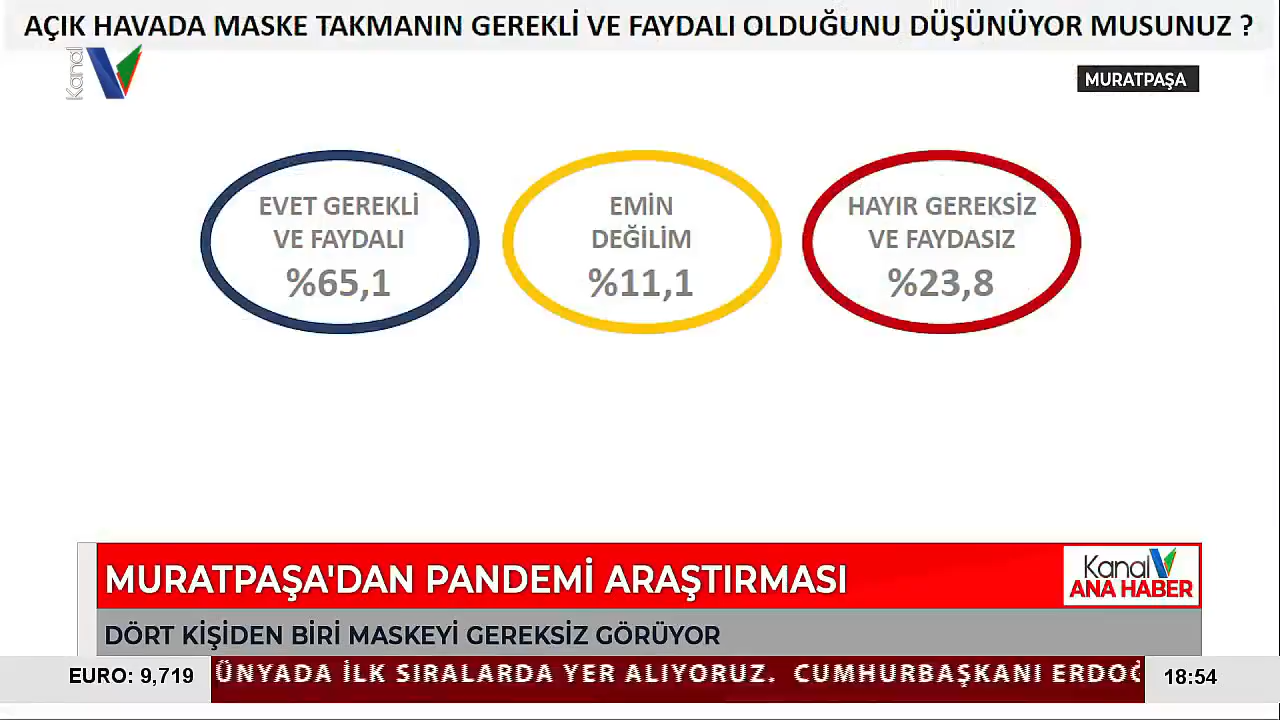 AÇIK HAVADA MASKE TAKMANIN GEREKLİ VE FAYDALI OLDUĞUNU DÜŞÜNÜYOR MUSUNUZ ?
Kanal V
MURATPAŞA
EVET GEREKLİ
VE FAYDALI
%65,1
EMİN
DEĞİLİM
%11,1
HAYIR GEREKSİZ
VE FAYDASIZ
%23,8
MURATPAŞA'DAN PANDEMİ ARAŞTIRMASI
Kanal V
ANA HABER
DÖRT KİŞİDEN BİRİ MASKEYİ GEREKSİZ GÖRÜYOR
EURO: 9,719
ÜNYADA İLK SIRALARDA YER ALIYORUZ. CUMHURBAŞKANI ERDOĞ
18:54